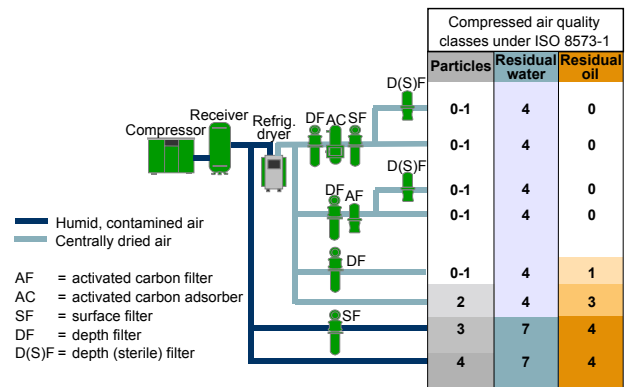 Compressed air quality
classes under ISO 8573-1
Particles Residual water Residual oil
D(S)F
0-1 4 0
Compressor Receiver Refrig. dryer DF AC SF
0-1 4 0
D(S)F
0-1 4 0
DF AF
0-1 4 0
Humid, contamined air
Centrally dried air
DF
0-1 4 1
2 4 3
SF
3 7 4
4 7 4
AF = activated carbon filter
AC = activated carbon adsorber
SF = surface filter
DF = depth filter
D(S)F = depth (sterile) filter